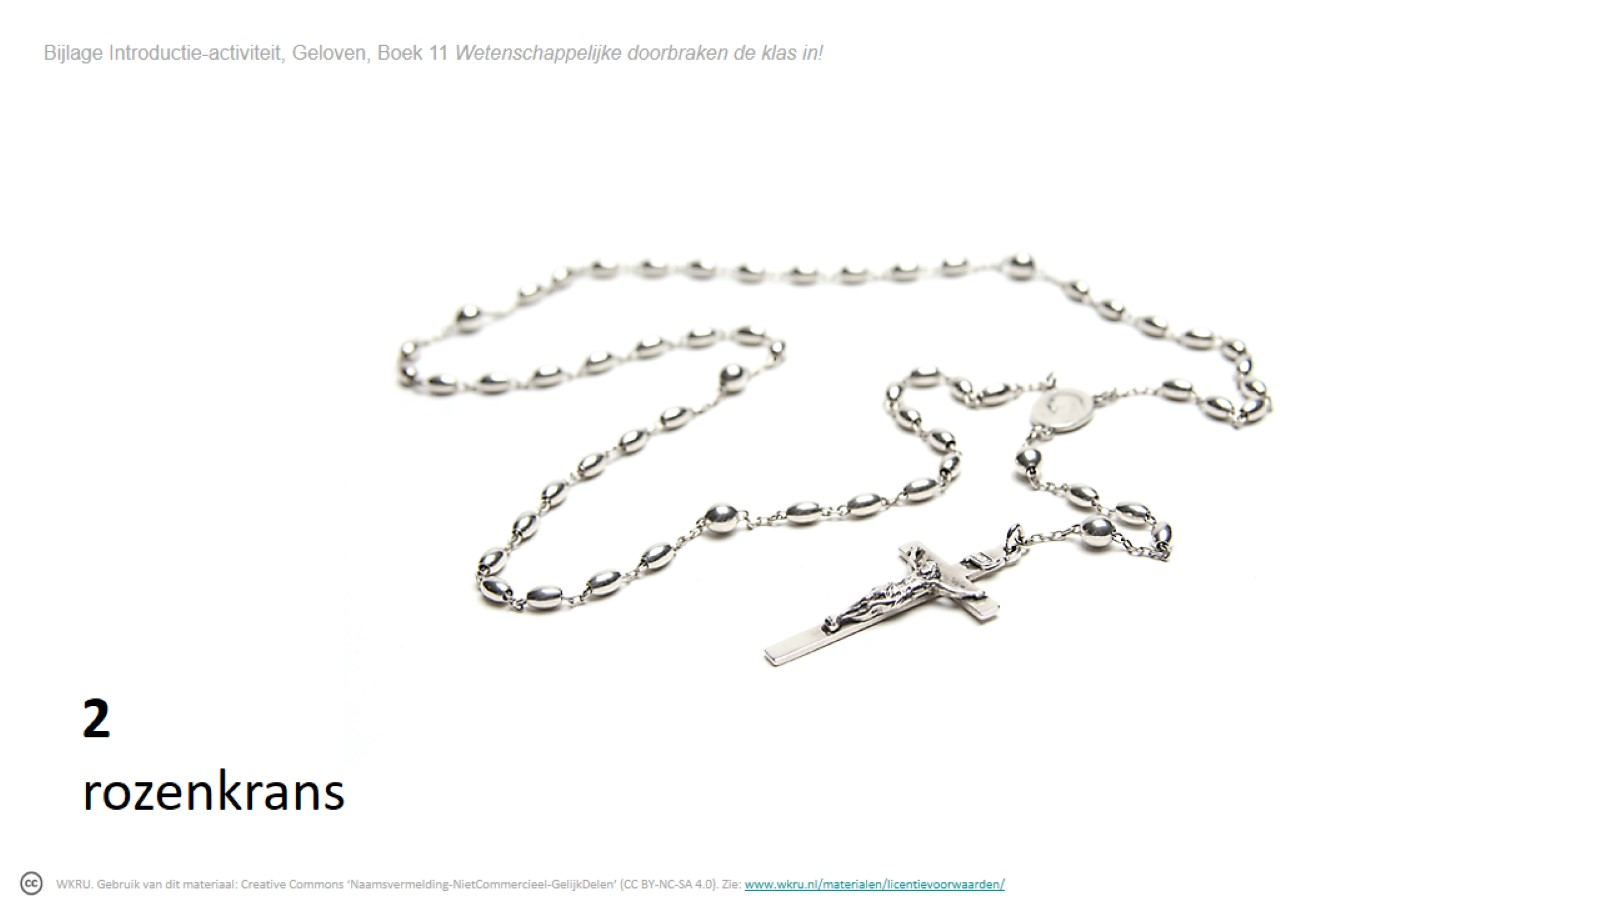 Bijlage Introductie-activiteit, Geloven, Boek 11 Wetenschappelijke doorbraken de klas in!
2
rozenkrans
cc WKRU. Gebruik van dit materiaal: Creative Commons ‘Naamsvermelding-NietCommercieel-GelijkDelen’ (CC BY-NC-SA 4.0). Zie: www.wkru.nl/materialen/licentievoorwaarden/